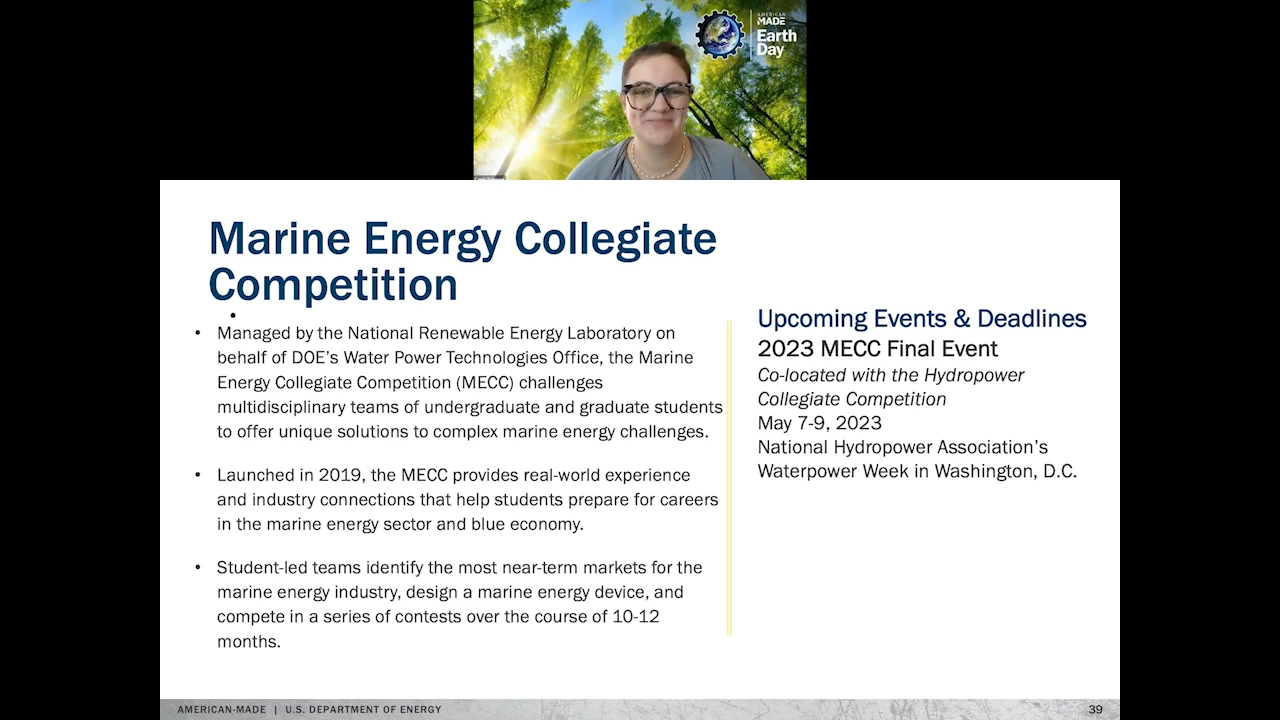 AMERICAN
MADE
Earth
Day
Marine Energy Collegiate
Competition
•
• Managed by the National Renewable Energy Laboratory on
behalf of DOE’s Water Power Technologies Office, the Marine
Energy Collegiate Competition (MECC) challenges
multidisciplinary teams of undergraduate and graduate students
to offer unique solutions to complex marine energy challenges.
• Launched in 2019, the MECC provides real-world experience
and industry connections that help students prepare for careers
in the marine energy sector and blue economy.
• Student-led teams identify the most near-term markets for the
marine energy industry, design a marine energy device, and
compete in a series of contests over the course of 10-12
months.
Upcoming Events & Deadlines
2023 MECC Final Event
Co-located with the Hydropower
Collegiate Competition
May 7-9, 2023
National Hydropower Association’s
Waterpower Week in Washington, D.C.
AMERICAN-MADE | U.S. DEPARTMENT OF ENERGY
39